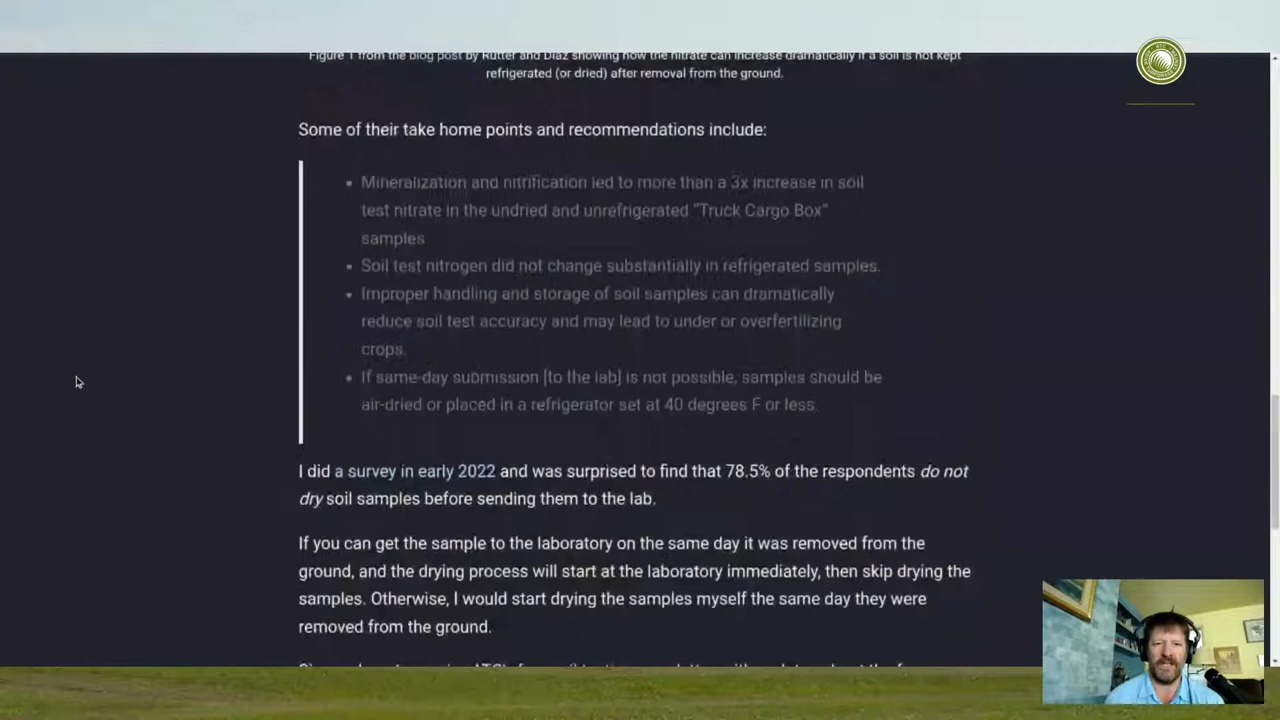 Figure 1 from the blog post by Rutter and Diaz showing how the nitrate can increase dramatically if a soil is not kept
refrigerated (or dried) after removal from the ground.
Some of their take home points and recommendations include:
• Mineralization and nitrification led to more than a 3x increase in soil
test nitrate in the undried and unrefrigerated “Truck Cargo Box”
samples
• Soil test nitrogen did not change substantially in refrigerated samples.
• Improper handling and storage of soil samples can dramatically
reduce soil test accuracy and may lead to under or overfertilizing
crops.
• If same-day submission [to the lab] is not possible, samples should be
air-dried or placed in a refrigerator set at 40 degrees F or less.
I did a survey in early 2022 and was surprised to find that 78.5% of the respondents do not
dry soil samples before sending them to the lab.
If you can get the sample to the laboratory on the same day it was removed from the
ground, and the drying process will start at the laboratory immediately, then skip drying the
samples. Otherwise, I would start drying the samples myself the same day they were
removed from the ground.